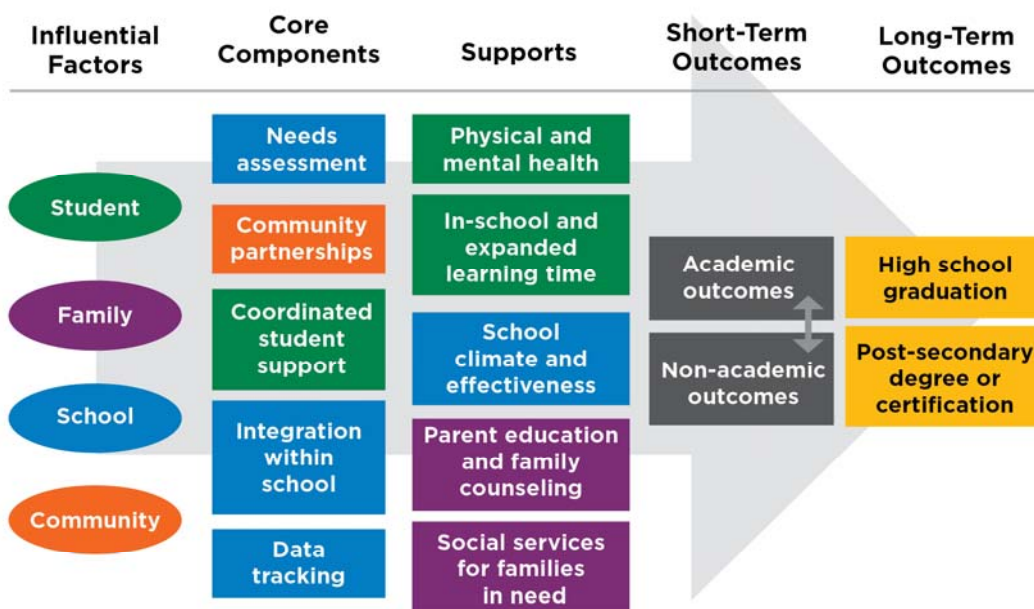 Influential
Factors
Core
Components
Supports
Short-Term
Outcomes
Long-Term
Outcomes
Student
Family
School
Community
Needs
assessment
Community
partnerships
Coordinated
student
support
Integration
within
school
Data
tracking
Physical and
mental health
In-school and
expanded
learning time
School
climate and
effectiveness
Parent education
and family
counseling
Social services
for families
in need
Academic
outcomes
Non-academic
outcomes
High school
graduation
Post-secondary
degree or
certification